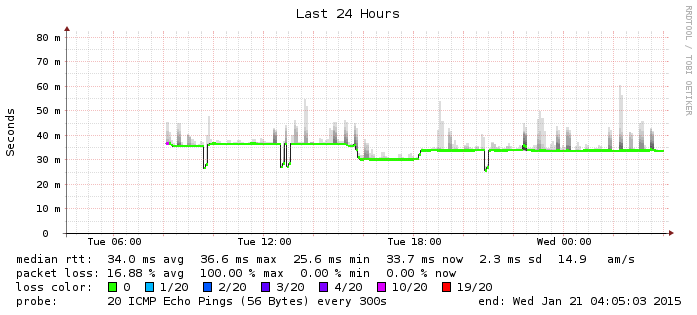 Last 24 Hours
RRDTOOL / TOBI OETIKER
Seconds
80 m
70 m
60 m
50 m
40 m
30 m
20 m
10 m
0
Tue 06:00 Tue 12:00 Tue 18:00 Wed 00:00
median rtt: 34.0 ms avg 36.6 ms max 25.6 ms min 33.7 ms now 2.3 ms sd 14.9 am/s
packet loss: 16.88 % avg 100.00 % max 0.00 % min 0.00 % now
loss color: 0 1/20 2/20 3/20 4/20 10/20 19/20
probe: 20 ICMP Echo Pings (56 Bytes) every 300s end: Wed Jan 21 04:05:03 2015